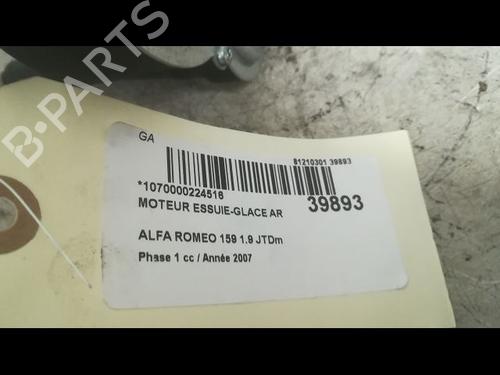 GA
81210301 39893
*1070000224516
MOTEUR ESSUIE-GLACE AR
39893
ALFA ROMEO 159 1.9 JTDm
Phase 1 cc / Année 2007
B-PARTS